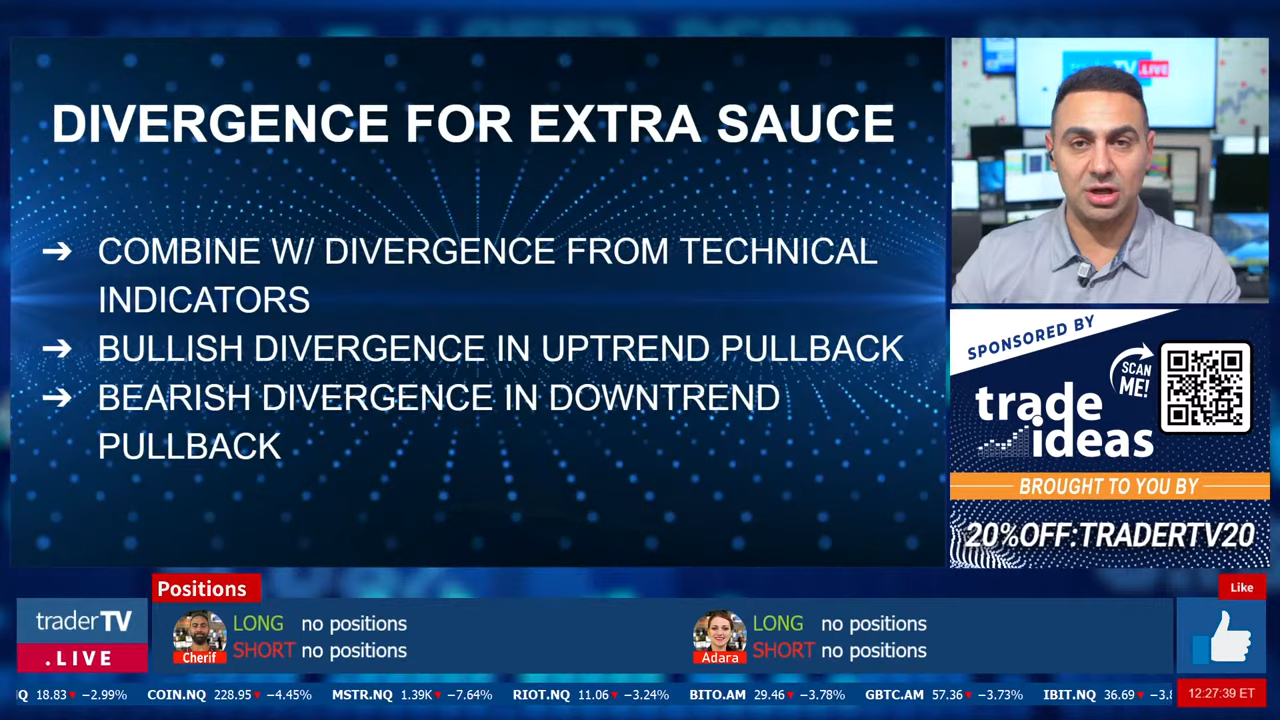 DIVERGENCE FOR EXTRA SAUCE
➔ COMBINE W/ DIVERGENCE FROM TECHNICAL
INDICATORS
➔ BULLISH DIVERGENCE IN UPTREND PULLBACK
➔ BEARISH DIVERGENCE IN DOWNTREND
PULLBACK
TV.LIVE
SPONSORED BY
SCAN
ME!
trade
ideas
BROUGHT TO YOU BY
20%OFF:TRADERTV20
Positions
Like
traderTV
.LIVE
LONG no positions
SHORT no positions
Cherif
LONG no positions
SHORT no positions
Adara
Q 18.83▼ −2.99% COIN.NQ 228.95▼ −4.45% MSTR.NQ 1.39K▼ −7.64% RIOT.NQ 11.06▼ −3.24% BITO.AM 29.46▼ −3.78% GBTC.AM 57.36▼ −3.73% IBIT.NQ 36.69▼ −3.8
12:27:39 ET